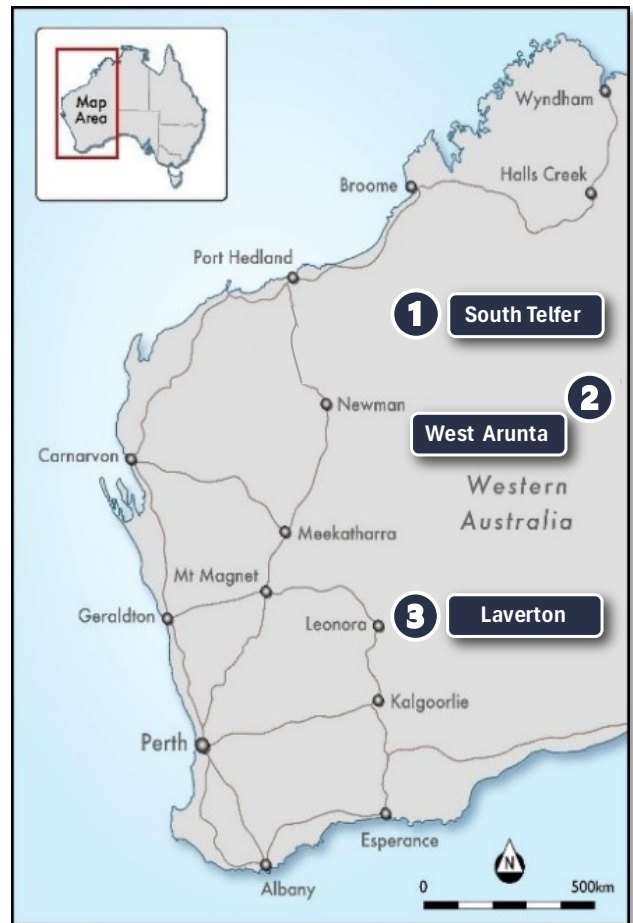 Map
Area
Wyndham
Halls Creek
Broome
Port Hedland
1 South Telfer
2
Newman
West Arunta
Carnarvon
Western
Australia
Meekatharra
Mt Magnet
Geraldton
Leonora
3 Laverton
Kalgoorlie
Perth
Esperance
N
Albany
0 500km